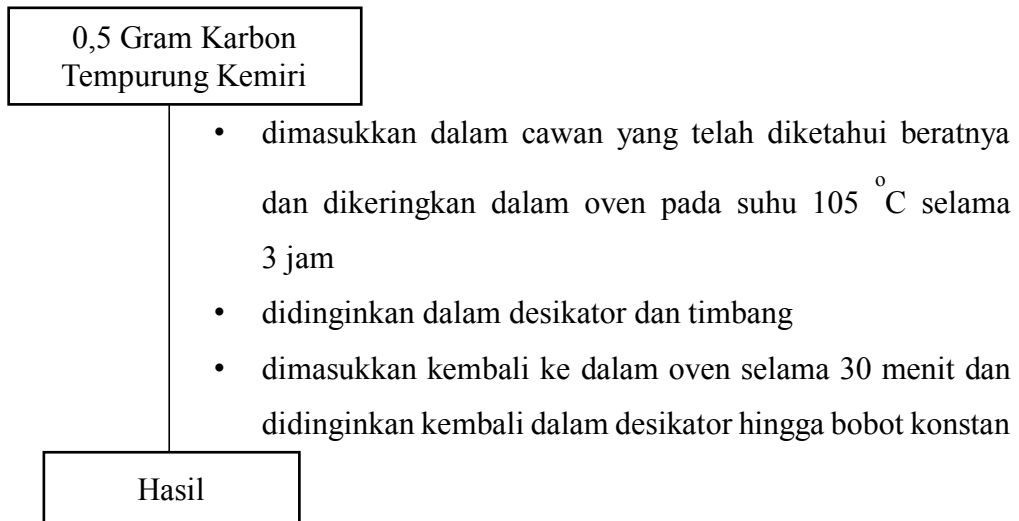 0,5 Gram Karbon
Tempurung Kemiri
• dimasukkan dalam cawan yang telah diketahui beratnya
dan dikeringkan dalam oven pada suhu 105 °C selama
3 jam
• didinginkan dalam desikator dan timbang
• dimasukkan kembali ke dalam oven selama 30 menit dan
didinginkan kembali dalam desikator hingga bobot konstan
Hasil